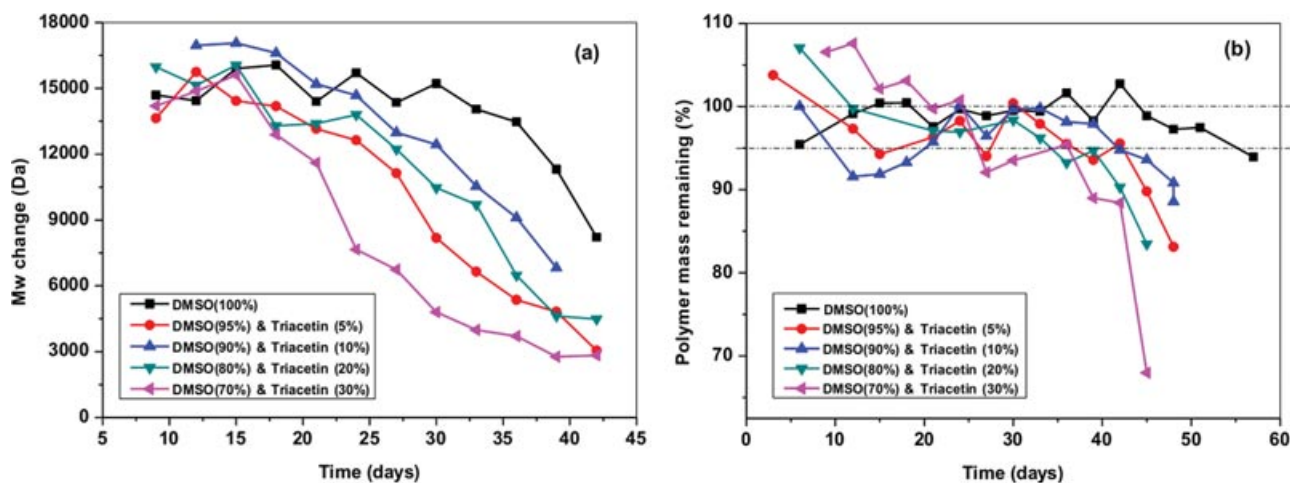 (a)
Mw change (Da)
18000
15000
12000
9000
6000
3000
0
DMSO(100%)
DMSO(95%) & Triacetin (5%)
DMSO(90%) & Triacetin (10%)
DMSO(80%) & Triacetin (20%)
DMSO(70%) & Triacetin (30%)
5 10 15 20 25 30 35 40 45
Time (days)
(b)
Polymer mass remaining (%)
110
100
90
80
70
DMSO(100%)
DMSO(95%) & Triacetin (5%)
DMSO(90%) & Triacetin (10%)
DMSO(80%) & Triacetin (20%)
DMSO(70%) & Triacetin (30%)
0 10 20 30 40 50 60
Time (days)